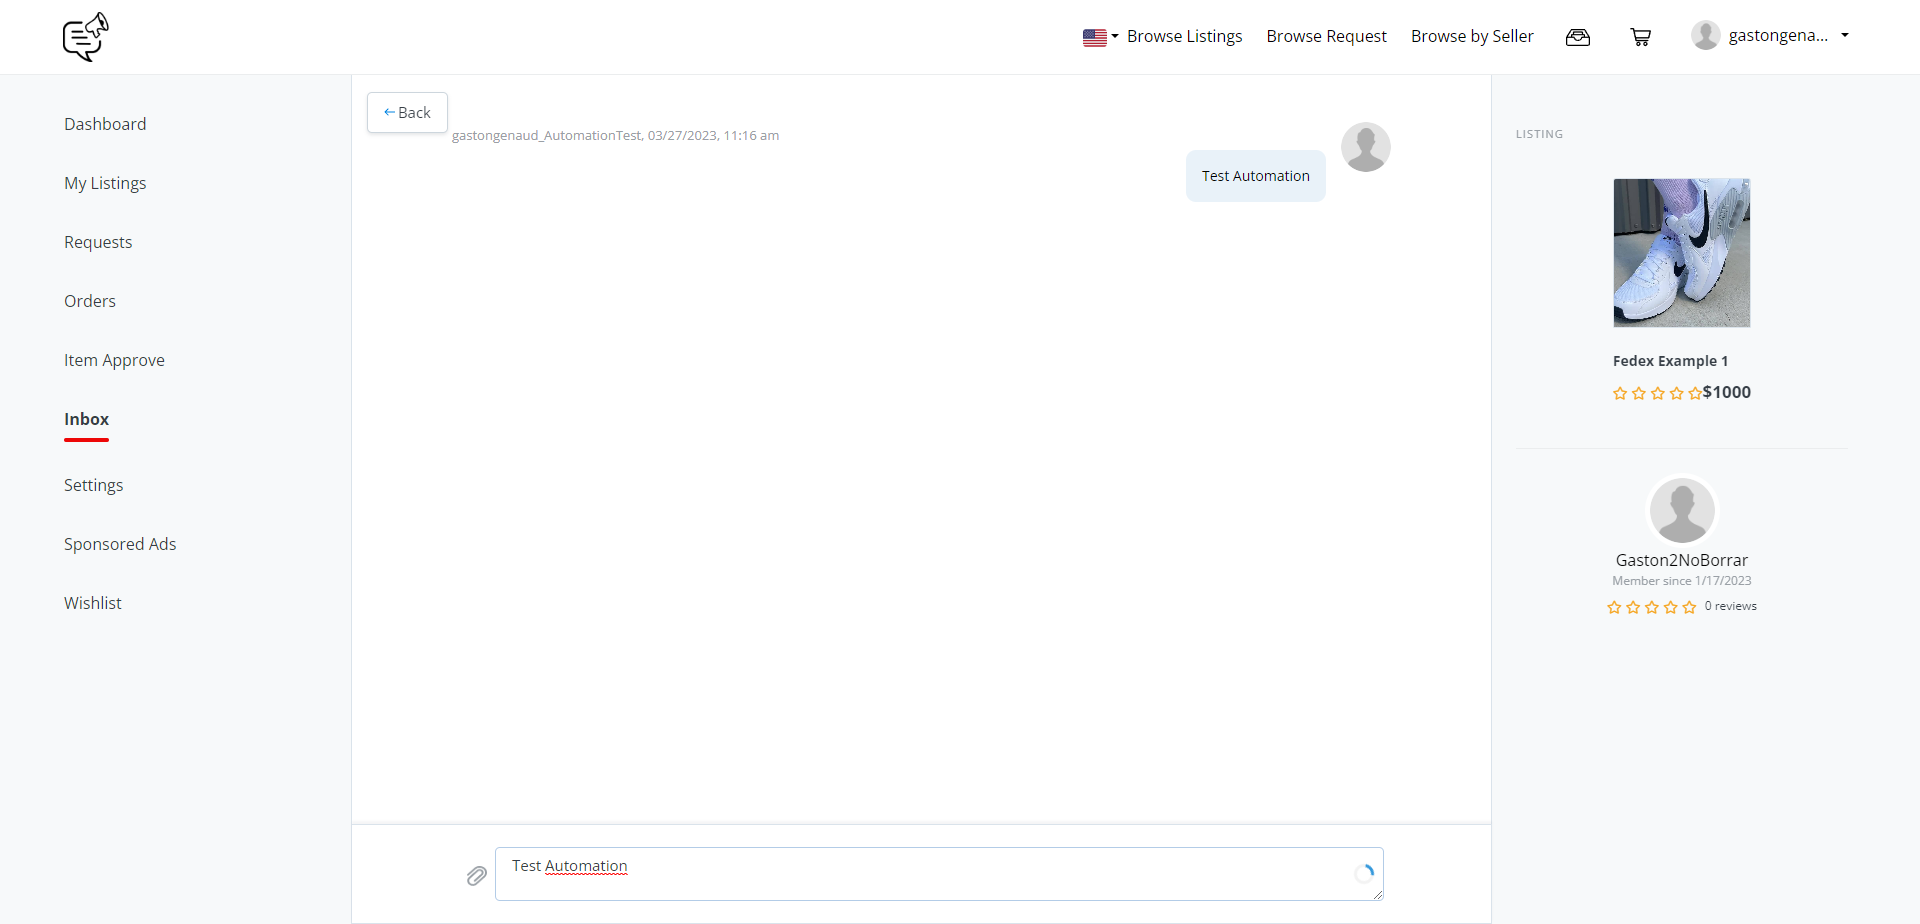 Browse Listings
Browse Request
Browse by Seller
gastongena...
Dashboard
My Listings
Requests
Orders
Item Approve
Inbox
Settings
Sponsored Ads
Wishlist
Back
gastongenaud_AutomationTest, 03/27/2023, 11:16 am
Test Automation
Test Automation
LISTING
Fedex Example 1
$1000
Gaston2NoBorrar
Member since 1/17/2023
0 reviews